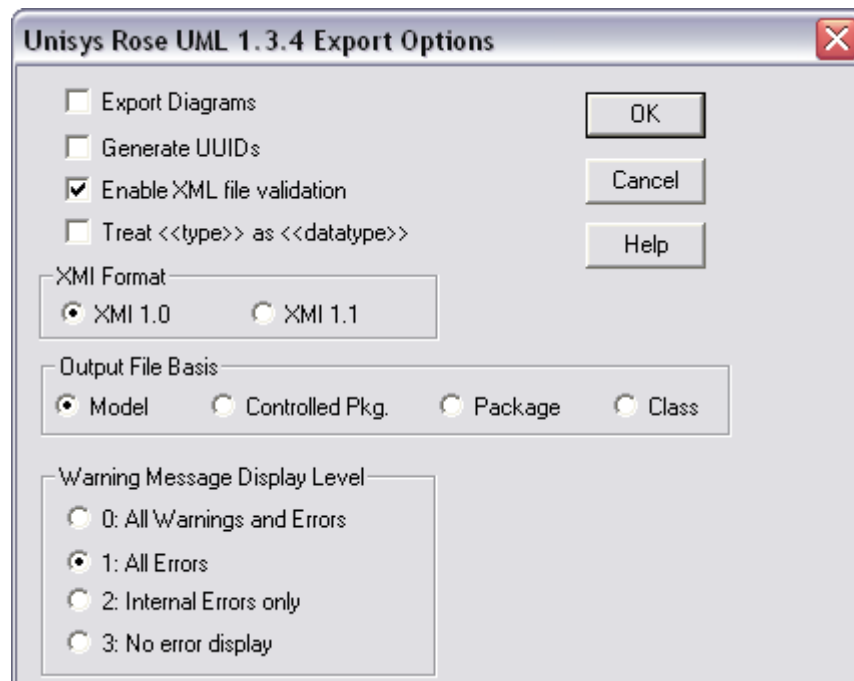 Unisys Rose UML 1.3.4 Export Options
Export Diagrams
OK
Generate UUIDs
Enable XML file validation
Cancel
Treat <<type>> as <<datatype>>
Help
XMI Format
XMI 1.0 XMI 1.1
Output File Basis
Model Controlled Pkg. Package Class
Warning Message Display Level
0: All Warnings and Errors
1: All Errors
2: Internal Errors only
3: No error display